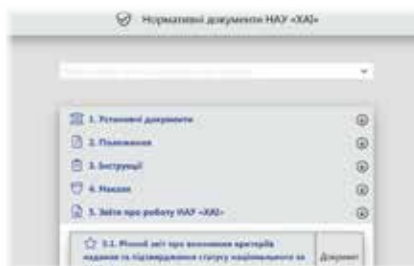 Нормативні документи НАУ «ХАІ»
1. Установчі документи
2. Положення
3. Інструкції
4. Накази
5. Звіти про роботу НАУ «ХАІ»
5.1. Річний звіт про виконання критеріїв
надання та підтвердження статусу національного за
Документ